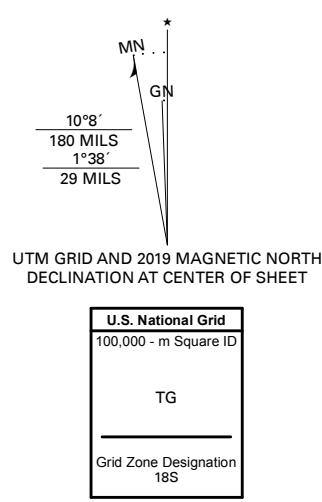 MN
GN
10°8´
180 MILS
1°38´
29 MILS
UTM GRID AND 2019 MAGNETIC NORTH
DECLINATION AT CENTER OF SHEET
U.S. National Grid
100,000 - m Square ID
TG
Grid Zone Designation
18S